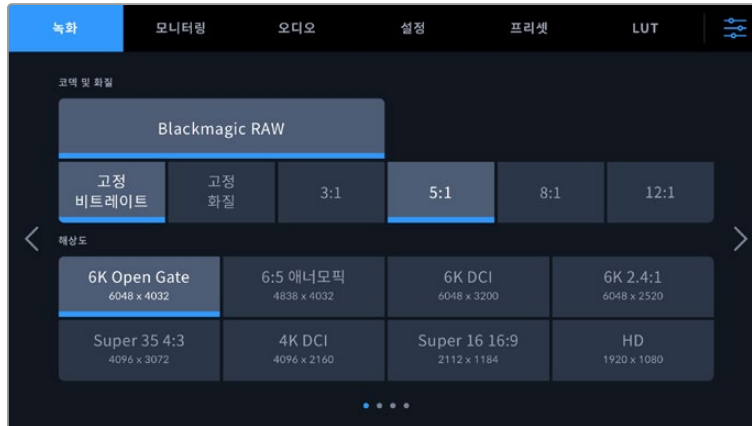 녹화 모니터링 오디오 설정 프리셋 LUT
코덱 및 화질
Blackmagic RAW
고정 비트레이트
고정 화질
3:1
5:1
8:1
12:1
해상도
6K Open Gate
6048 x 4032
6:5 애너모픽
4838 x 4032
6K DCI
6048 x 3200
6K 2.4:1
6048 x 2520
Super 35 4:3
4096 x 3072
4K DCI
4096 x 2160
Super 16 16:9
2112 x 1184
HD
1920 x 1080